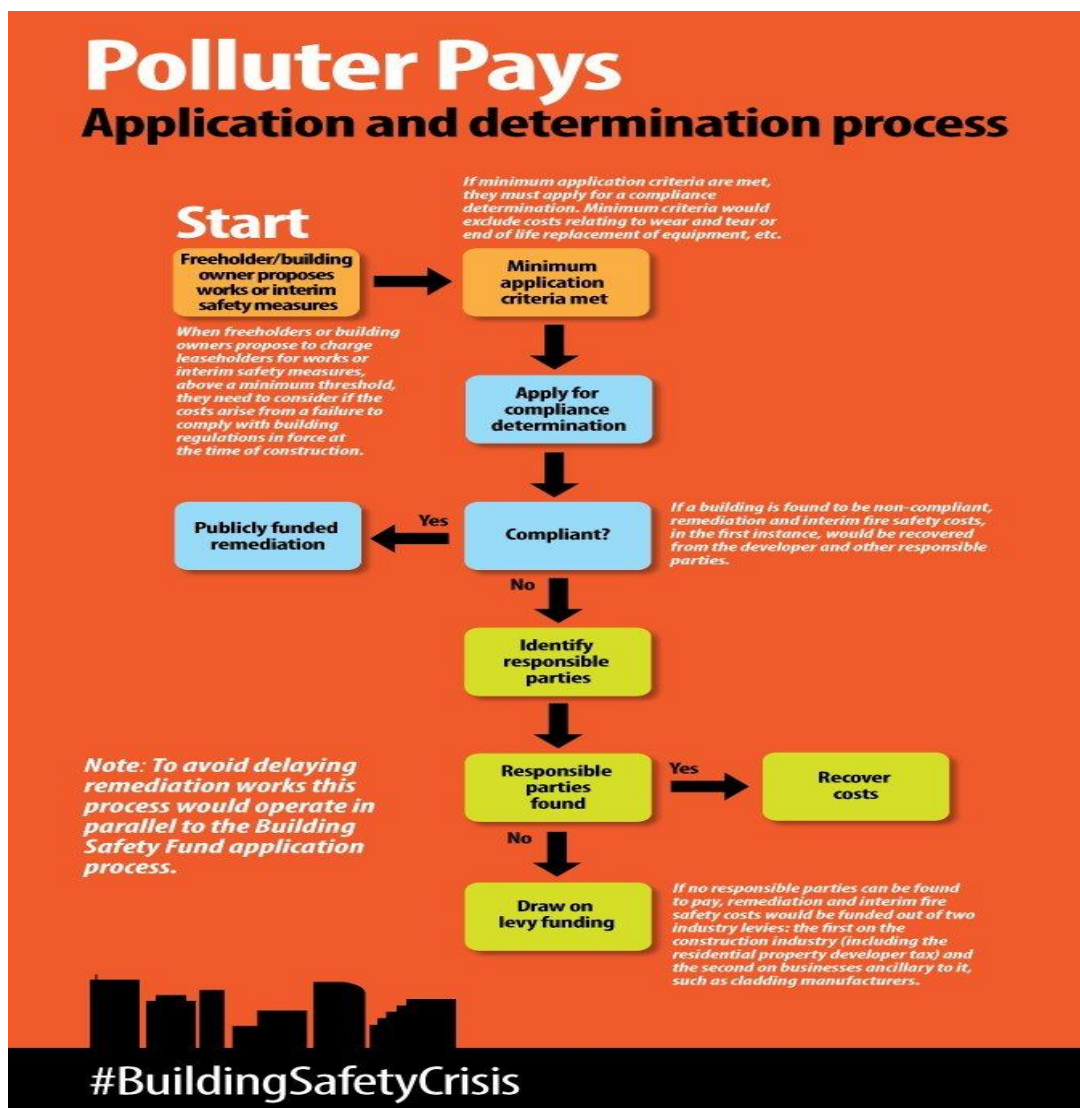 Polluter Pays
Application and determination process
If minimum application criteria are met,
they must apply for a compliance
determination. Minimum criteria would
exclude costs relating to wear and tear or
end of life replacement of equipment, etc.
Start
Freeholder/building
owner proposes
works or interim
safety measures
Minimum
application
criteria met
When freeholders or building
owners propose to charge
leaseholders for works or
interim safety measures,
above a minimum threshold,
they need to consider if the
costs arise from a failure to
comply with building
regulations in force at
the time of construction.
Apply for
compliance
determination
Publicly funded
remediation
Yes
Compliant?
If a building is found to be non-compliant,
remediation and interim fire safety costs,
in the first instance, would be recovered
from the developer and other responsible
parties.
No
Identify
responsible
parties
Note: To avoid delaying
remediation works this
process would operate in
parallel to the Building
Safety Fund application
process.
Responsible
parties
found
Yes
Recover
costs
No
Draw on
levy funding
If no responsible parties can be found
to pay, remediation and interim fire
safety costs would be funded out of two
industry levies: the first on the
construction industry (including the
residential property developer tax) and
the second on businesses ancillary to it,
such as cladding manufacturers.
#BuildingSafetyCrisis